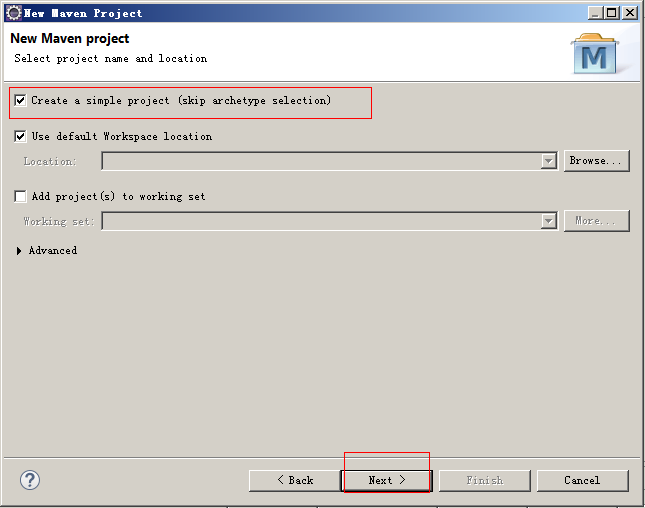 New Maven Project
New Maven project
Select project name and location
M
Create a simple project (skip archetype selection)
Use default Workspace location
Location:
Browse...
Add project(s) to working set
Working set:
More...
Advanced
?
< Back
Next >
Finish
Cancel